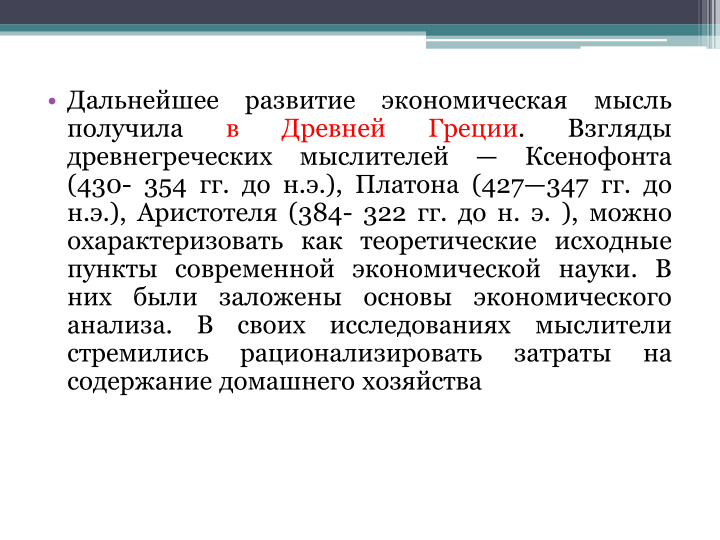 • Дальнейшее развитие экономическая мысль
получила в Древней Греции. Взгляды
древнегреческих мыслителей — Ксенофонта
(430- 354 гг. до н.э.), Платона (427—347 гг. до
н.э.), Аристотеля (384- 322 гг. до н. э. ), можно
охарактеризовать как теоретические исходные
пункты современной экономической науки. В
них были заложены основы экономического
анализа. В своих исследованиях мыслители
стремились рационализировать затраты на
содержание домашнего хозяйства